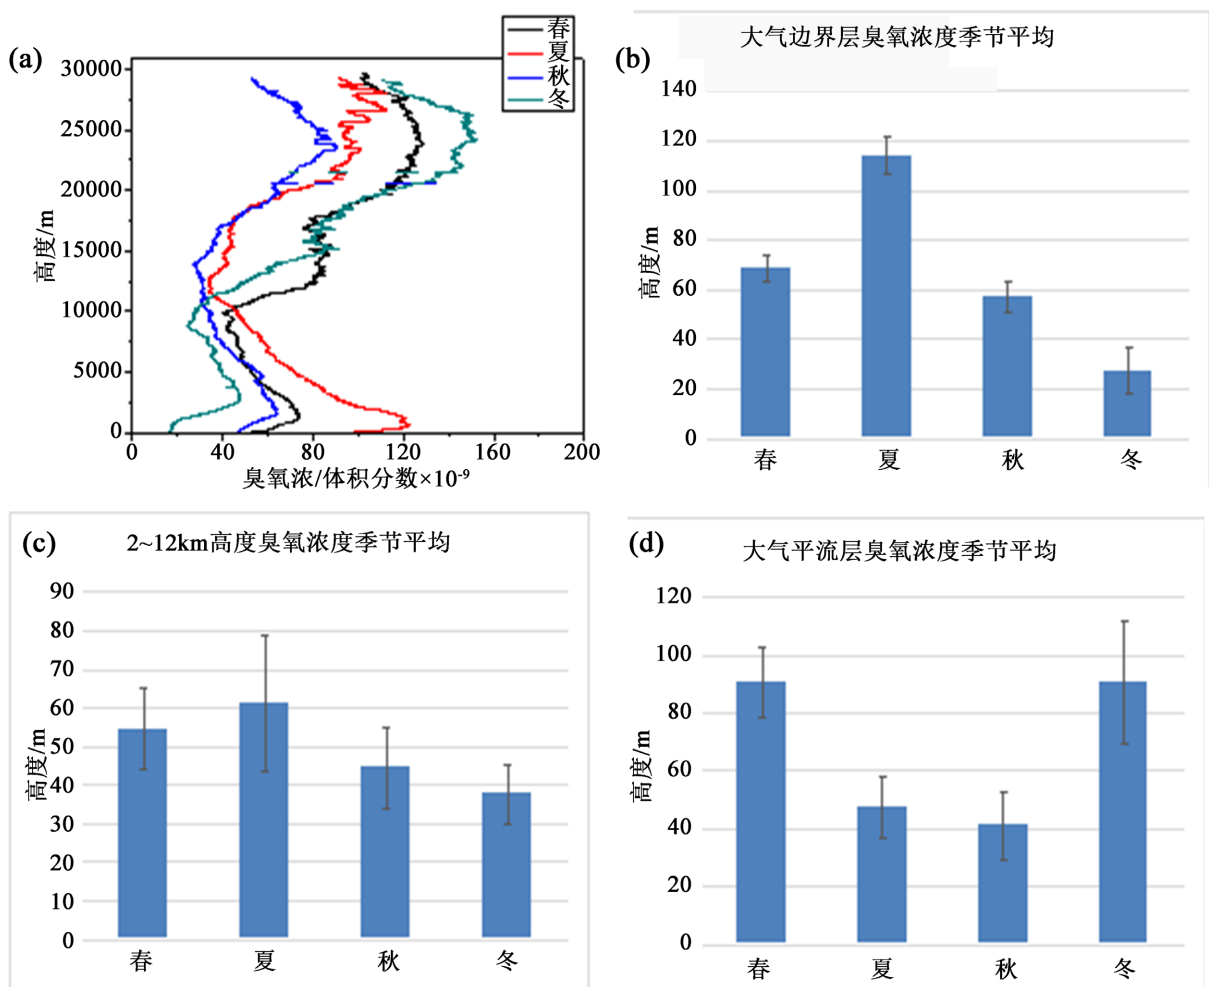 (a)
春
夏
秋
冬
30000
25000
20000
15000
10000
5000
0
高度/m
0 40 80 120 160 200
臭氧浓/体积分数×10-9
(b)
大气边界层臭氧浓度季节平均
140
120
100
80
60
40
20
0
高度/m
春 夏 秋 冬
(c)
2~12km高度臭氧浓度季节平均
90
80
70
60
50
40
30
20
10
0
高度/m
春 夏 秋 冬
(d)
大气平流层臭氧浓度季节平均
120
100
80
60
40
20
0
高度/m
春 夏 秋 冬